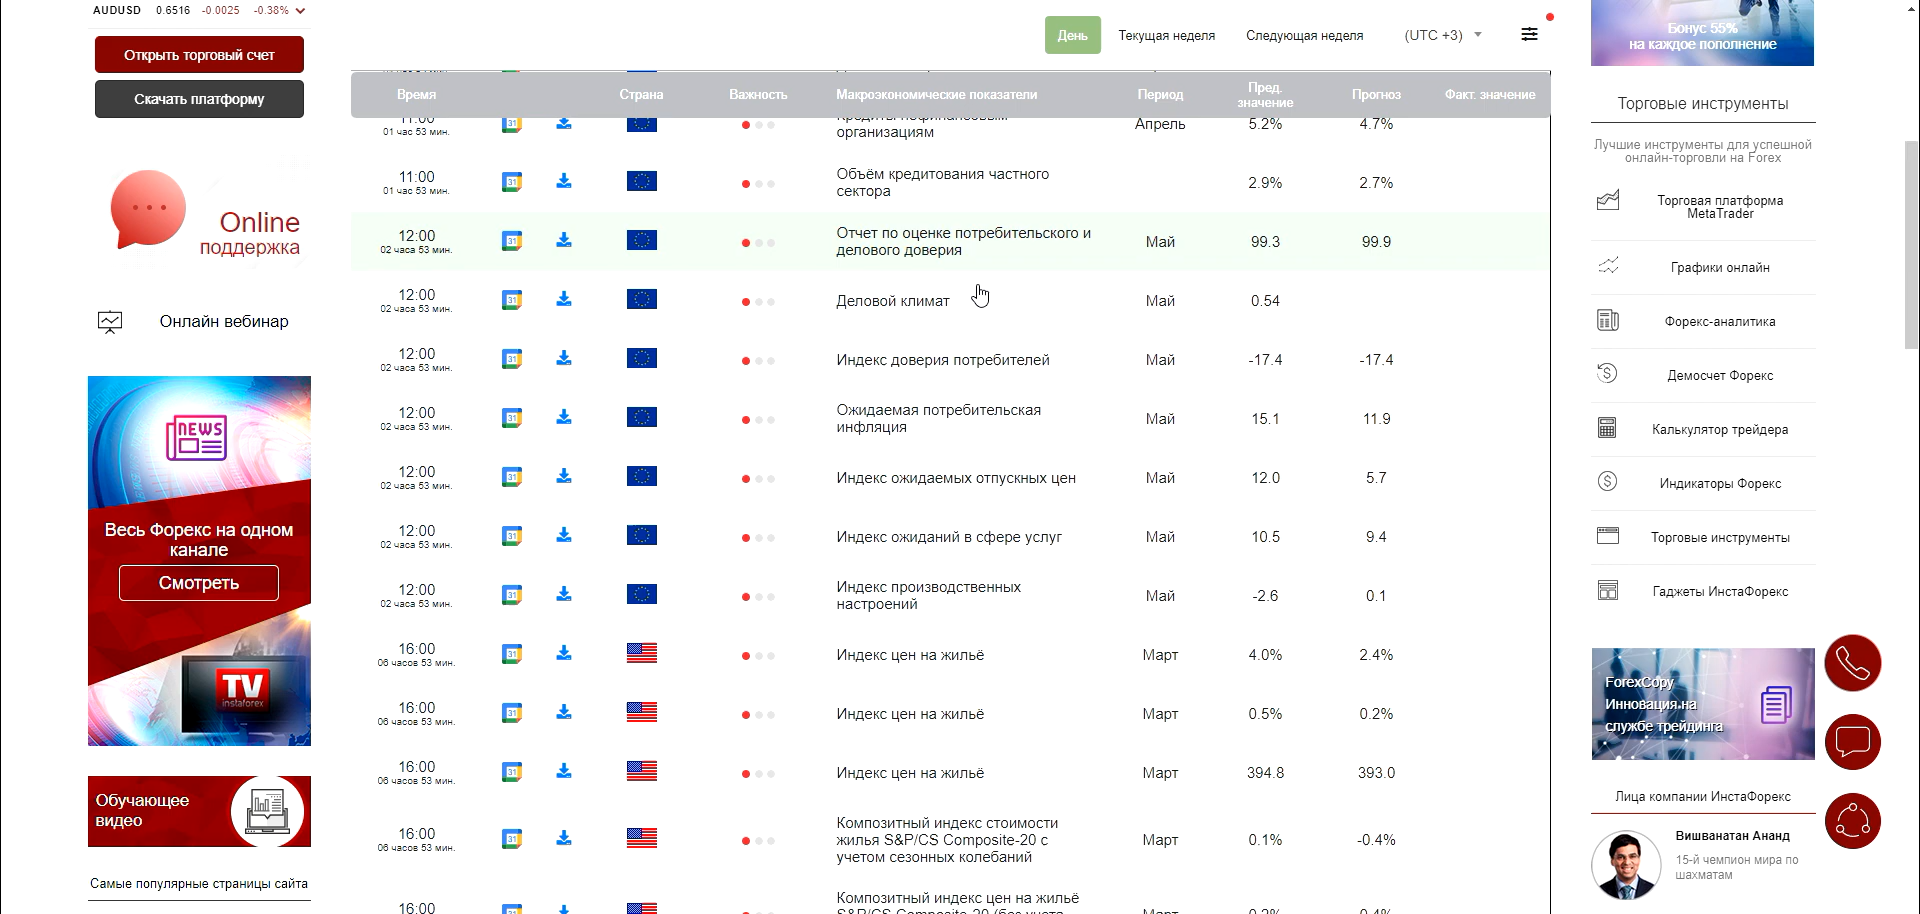 AUDUSD 0.6516 -0.0025 -0.38%
Открыть торговый счет
Скачать платформу
Online
поддержка
Онлайн вебинар
NEWS
Весь Форекс на одном
канале
Смотреть
TV
instaforex
Обучающее
видео
Самые популярные страницы сайта
День Текущая неделя Следующая неделя (UTC +3)
Время Страна Важность Макроэкономические показатели Период Пред. значение Прогноз Факт. значение
11:00
01 час 53 мин.
организациям Апрель 5.2% 4.7%
11:00
01 час 53 мин.
Объём кредитования частного
сектора 2.9% 2.7%
12:00
02 часа 53 мин.
Отчет по оценке потребительского и
делового доверия Май 99.3 99.9
12:00
02 часа 53 мин.
Деловой климат Май 0.54
12:00
02 часа 53 мин.
Индекс доверия потребителей Май -17.4 -17.4
12:00
02 часа 53 мин.
Ожидаемая потребительская
инфляция Май 15.1 11.9
12:00
02 часа 53 мин.
Индекс ожидаемых отпускных цен Май 12.0 5.7
12:00
02 часа 53 мин.
Индекс ожиданий в сфере услуг Май 10.5 9.4
12:00
02 часа 53 мин.
Индекс производственных
настроений Май -2.6 0.1
16:00
06 часов 53 мин.
Индекс цен на жильё Март 4.0% 2.4%
16:00
06 часов 53 мин.
Индекс цен на жильё Март 0.5% 0.2%
16:00
06 часов 53 мин.
Индекс цен на жильё Март 394.8 393.0
16:00
06 часов 53 мин.
Композитный индекс стоимости
жилья S&P/CS Composite-20 с
учетом сезонных колебаний Март 0.1% -0.4%
16:00
Композитный индекс цен на жильё
Бонус 55%
на каждое пополнение
Торговые инструменты
Лучшие инструменты для успешной
онлайн-торговли на Forex
Торговая платформа
MetaTrader
Графики онлайн
Форекс-аналитика
Демосчет Форекс
Калькулятор трейдера
Индикаторы Форекс
Торговые инструменты
Гаджеты ИнстаФорекс
ForexCopy
Инновация на
службе трейдинга
Лица компании ИнстаФорекс
Вишванатан Ананд
15-й чемпион мира по
шахматам